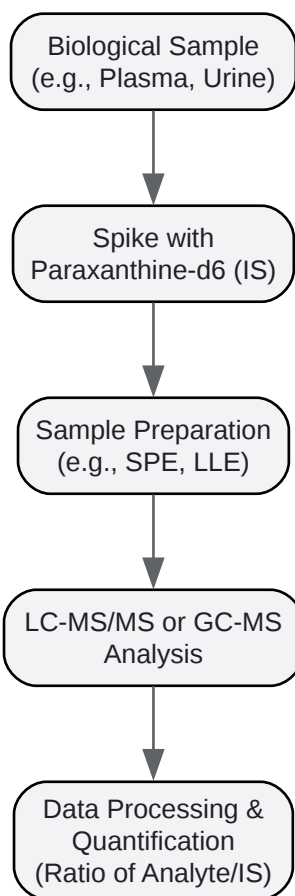 Biological Sample
(e.g., Plasma, Urine)
Spike with
Paraxanthine-d6 (IS)
Sample Preparation
(e.g., SPE, LLE)
LC-MS/MS or GC-MS
Analysis
Data Processing &
Quantification
(Ratio of Analyte/IS)